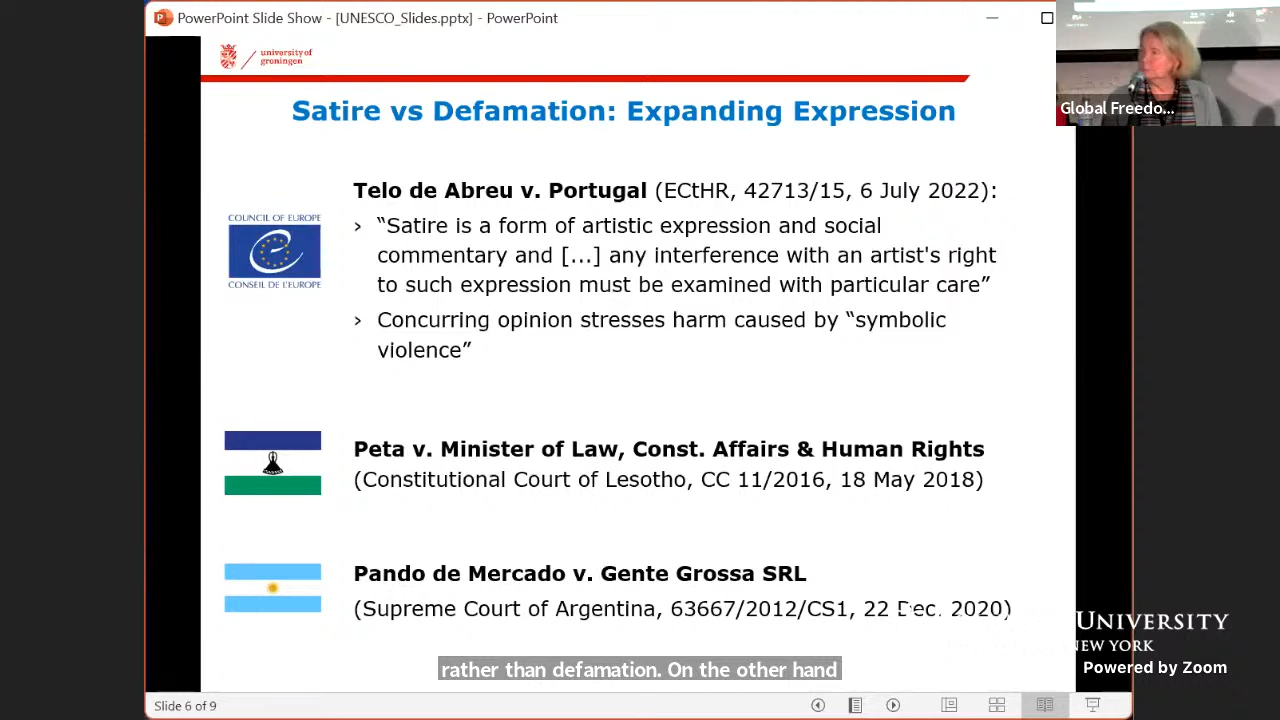 PowerPoint Slide Show - [UNESCO_Slides.pptx] - PowerPoint
university of
groningen
Global Freedo...
Satire vs Defamation: Expanding Expression
Telo de Abreu v. Portugal (ECtHR, 42713/15, 6 July 2022):
› “Satire is a form of artistic expression and social
commentary and [...] any interference with an artist's right
to such expression must be examined with particular care”
› Concurring opinion stresses harm caused by “symbolic
violence”
COUNCIL OF EUROPE
CONSEIL DE L'EUROPE
Peta v. Minister of Law, Const. Affairs & Human Rights
(Constitutional Court of Lesotho, CC 11/2016, 18 May 2018)
Pando de Mercado v. Gente Grossa SRL
(Supreme Court of Argentina, 63667/2012/CS1, 22 Dec. 2020)
UNIVERSITY
NEW YORK
Powered by Zoom
rather than defamation. On the other hand
Slide 6 of 9